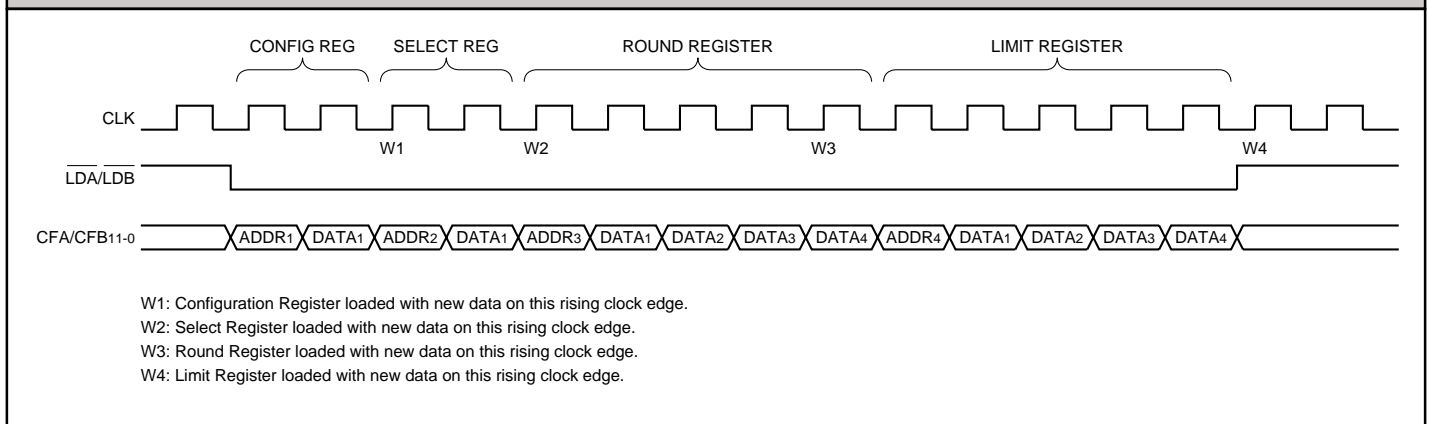 CONFIG REG SELECT REG ROUND REGISTER LIMIT REGISTER
CLK
W1 W2 W3 W4
LDA/LDB
CFA/CFB11-0 ADDR1 DATA1 ADDR2 DATA1 ADDR3 DATA1 DATA2 DATA3 DATA4 ADDR4 DATA1 DATA2 DATA3 DATA4
W1: Configuration Register loaded with new data on this rising clock edge.
W2: Select Register loaded with new data on this rising clock edge.
W3: Round Register loaded with new data on this rising clock edge.
W4: Limit Register loaded with new data on this rising clock edge.